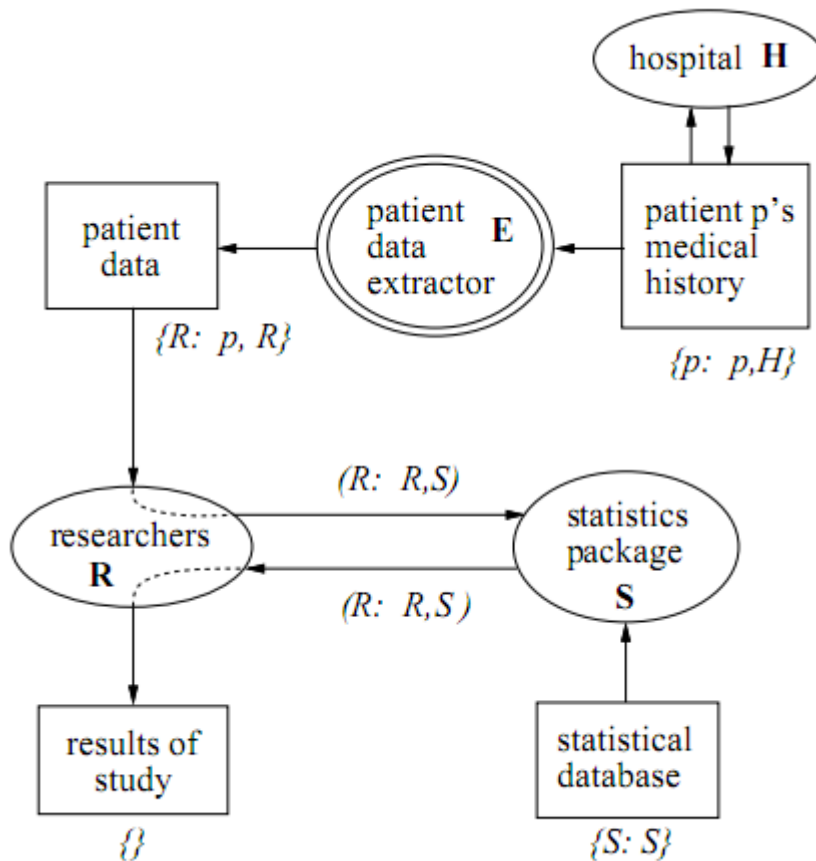 hospital H
patient
data
patient
data
extractor
E
patient p's
medical
history
{R: p, R}
{p: p,H}
(R: R,S)
researchers
R
statistics
package
S
(R: R,S )
results of
study
statistical
database
{}
{S: S}